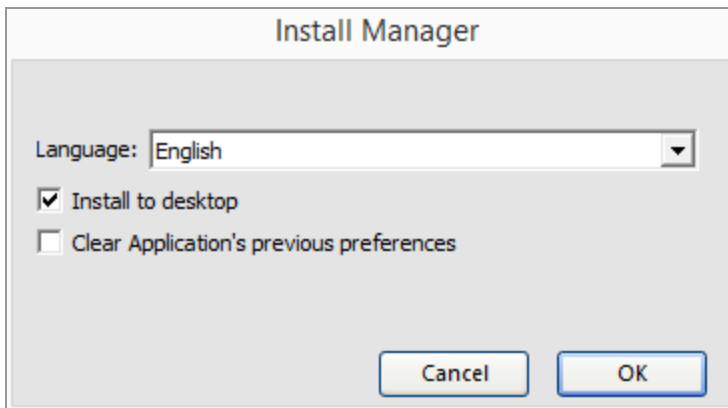 Install Manager
Language: English
Install to desktop
Clear Application's previous preferences
Cancel OK